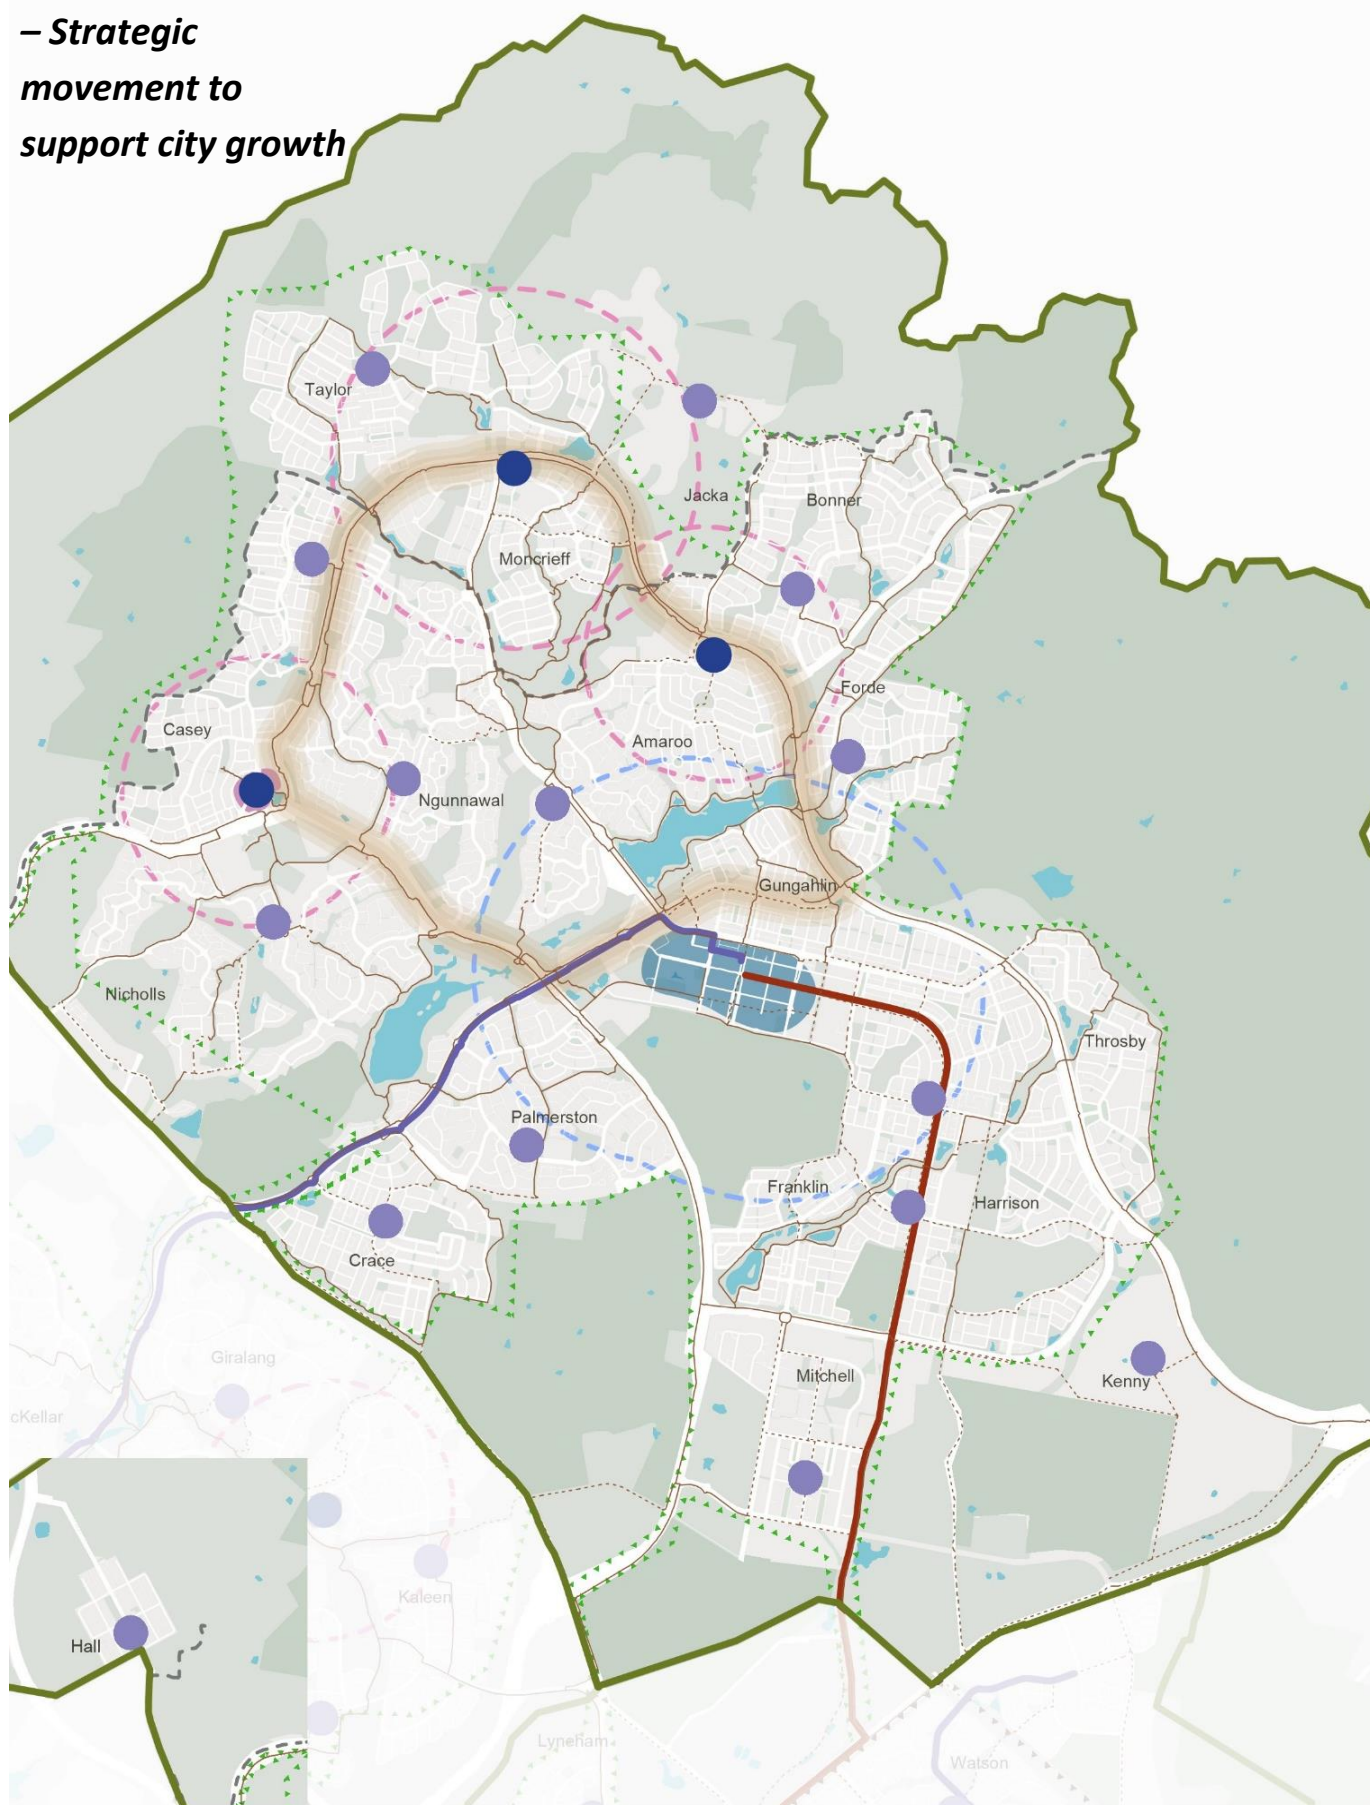 – Strategic
movement to
support city growth
Taylor
Jacka
Bonner
Moncrieff
Forde
Casey
Amaroo
Ngunnawal
Gungahlin
Nicholls
Throsby
Palmerston
Franklin
Harrison
Crace
Giralang
Mitchell
Kenny
cKellar
Kaleen
Hall
Lyneham
Watson